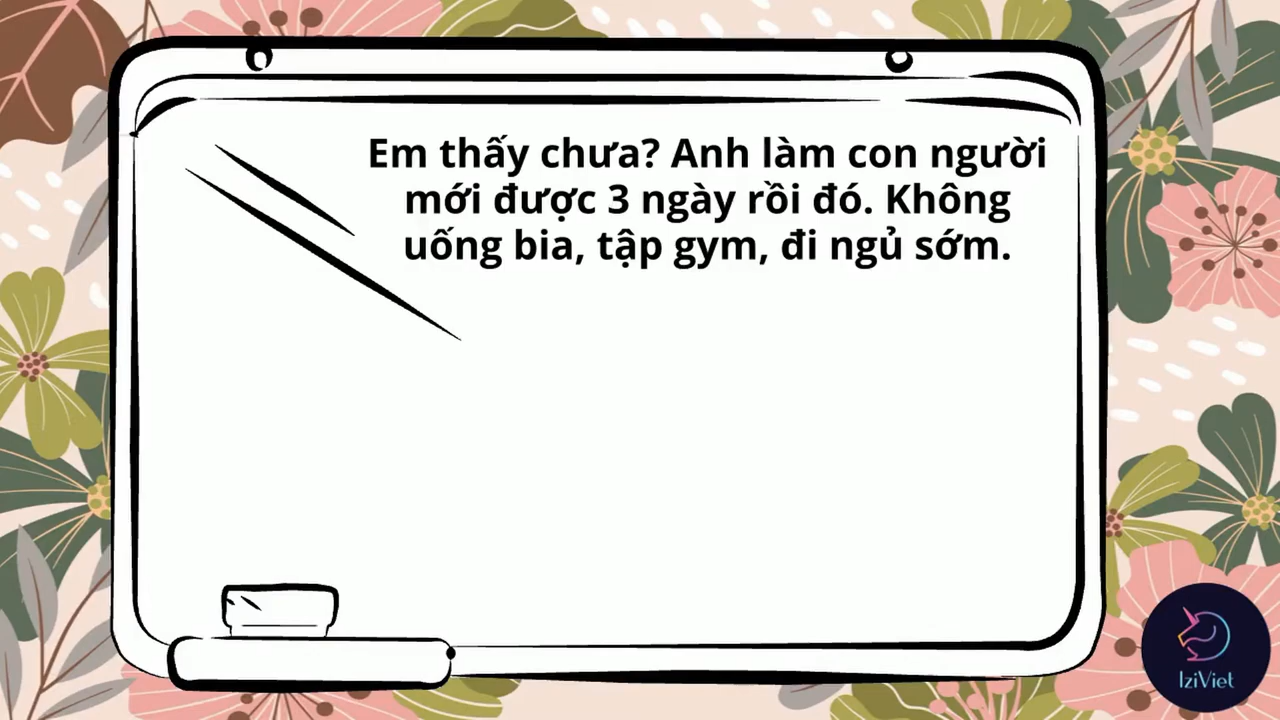 Em thấy chưa? Anh làm con người
mới được 3 ngày rồi đó. Không
uống bia, tập gym, đi ngủ sớm.
IziViet